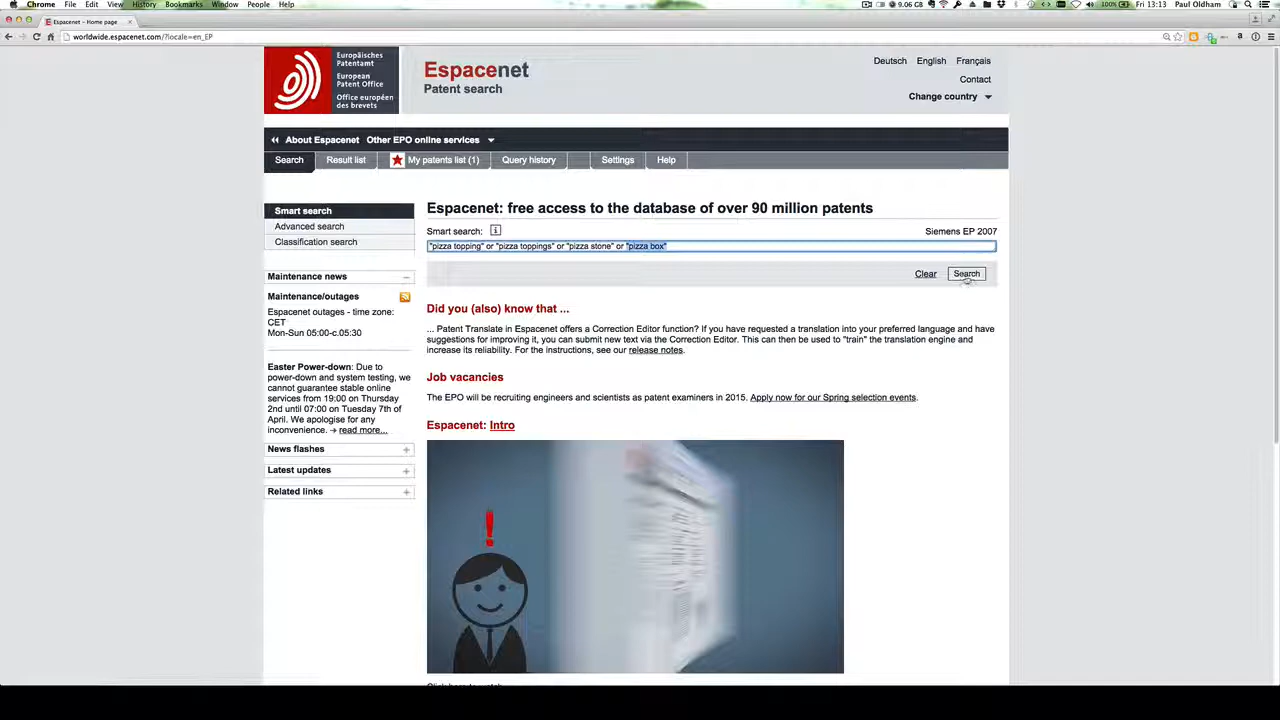 Chrome File Edit View History Bookmarks Window People Help
9.06 GB 100% Fri 13:13 Paul Oldham
Espacenet – Home page
worldwide.espacenet.com/?locale=en_EP
Europäisches
Patentamt
European
Patent Office
Office européen
des brevets
Espacenet
Patent search
Deutsch English Français
Contact
Change country
About Espacenet Other EPO online services
Search Result list My patents list (1) Query history Settings Help
Smart search
Advanced search
Classification search
Maintenance news
Maintenance/outages
Espacenet outages - time zone:
CET
Mon-Sun 05:00-c.05:30
Easter Power-down: Due to
power-down and system testing, we
cannot guarantee stable online
services from 19:00 on Thursday
2nd until 07:00 on Tuesday 7th of
April. We apologise for any
inconvenience. → read more...
News flashes
Latest updates
Related links
Espacenet: free access to the database of over 90 million patents
Smart search: i Siemens EP 2007
"pizza topping" or "pizza toppings" or "pizza stone" or "pizza box"
Clear Search
Did you (also) know that ...
... Patent Translate in Espacenet offers a Correction Editor function? If you have requested a translation into your preferred language and have
suggestions for improving it, you can submit new text via the Correction Editor. This can then be used to "train" the translation engine and
increase its reliability. For the instructions, see our release notes.
Job vacancies
The EPO will be recruiting engineers and scientists as patent examiners in 2015. Apply now for our Spring selection events.
Espacenet: Intro
!